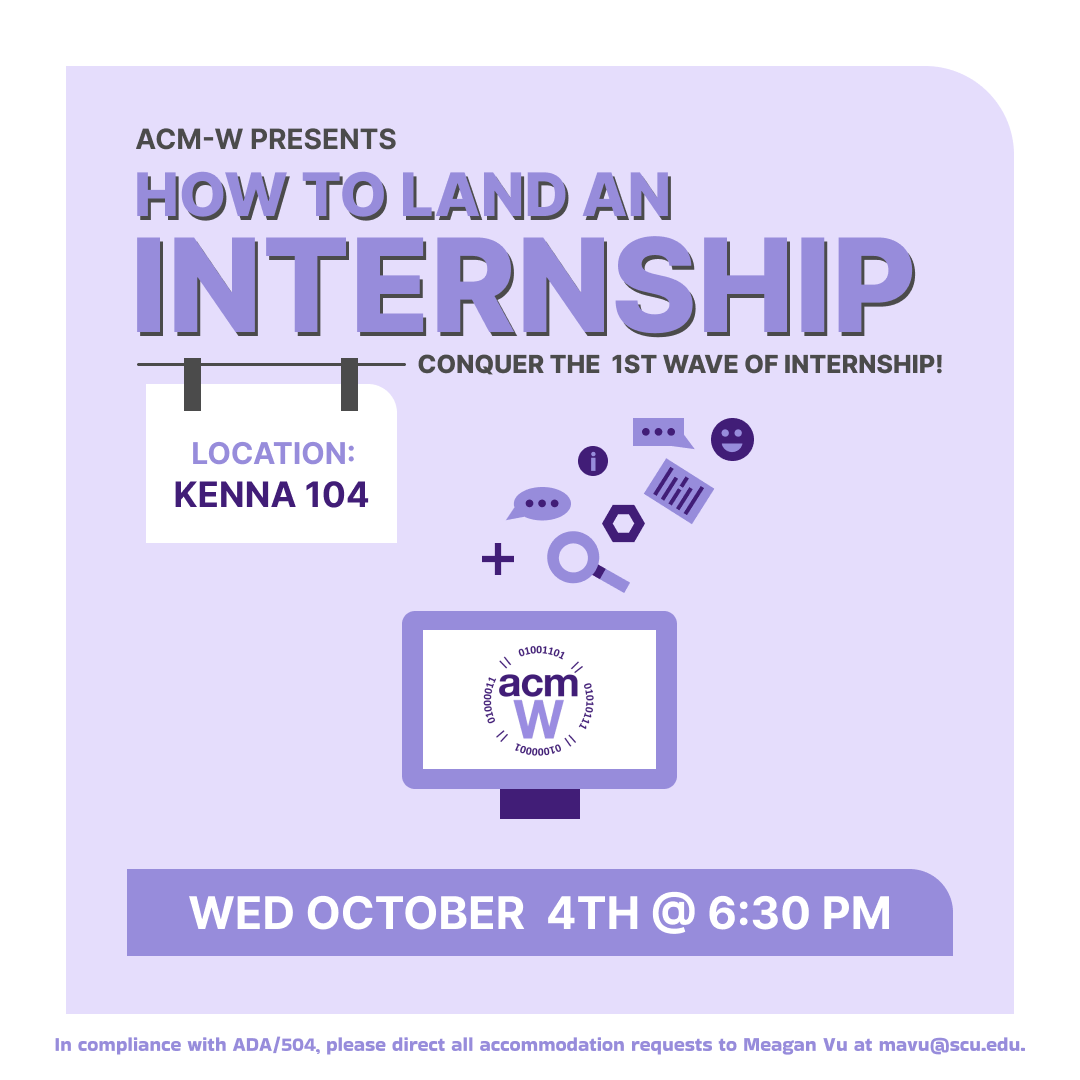 ACM-W PRESENTS
HOW TO LAND AN
INTERNSHIP
CONQUER THE 1ST WAVE OF INTERNSHIP!
LOCATION:
KENNA 104
i
// 01001101 //
01000011
acm
W
01010111
// 01000001 //
WED OCTOBER 4TH @ 6:30 PM
In compliance with ADA/504, please direct all accommodation requests to Meagan Vu at mavu@scu.edu.